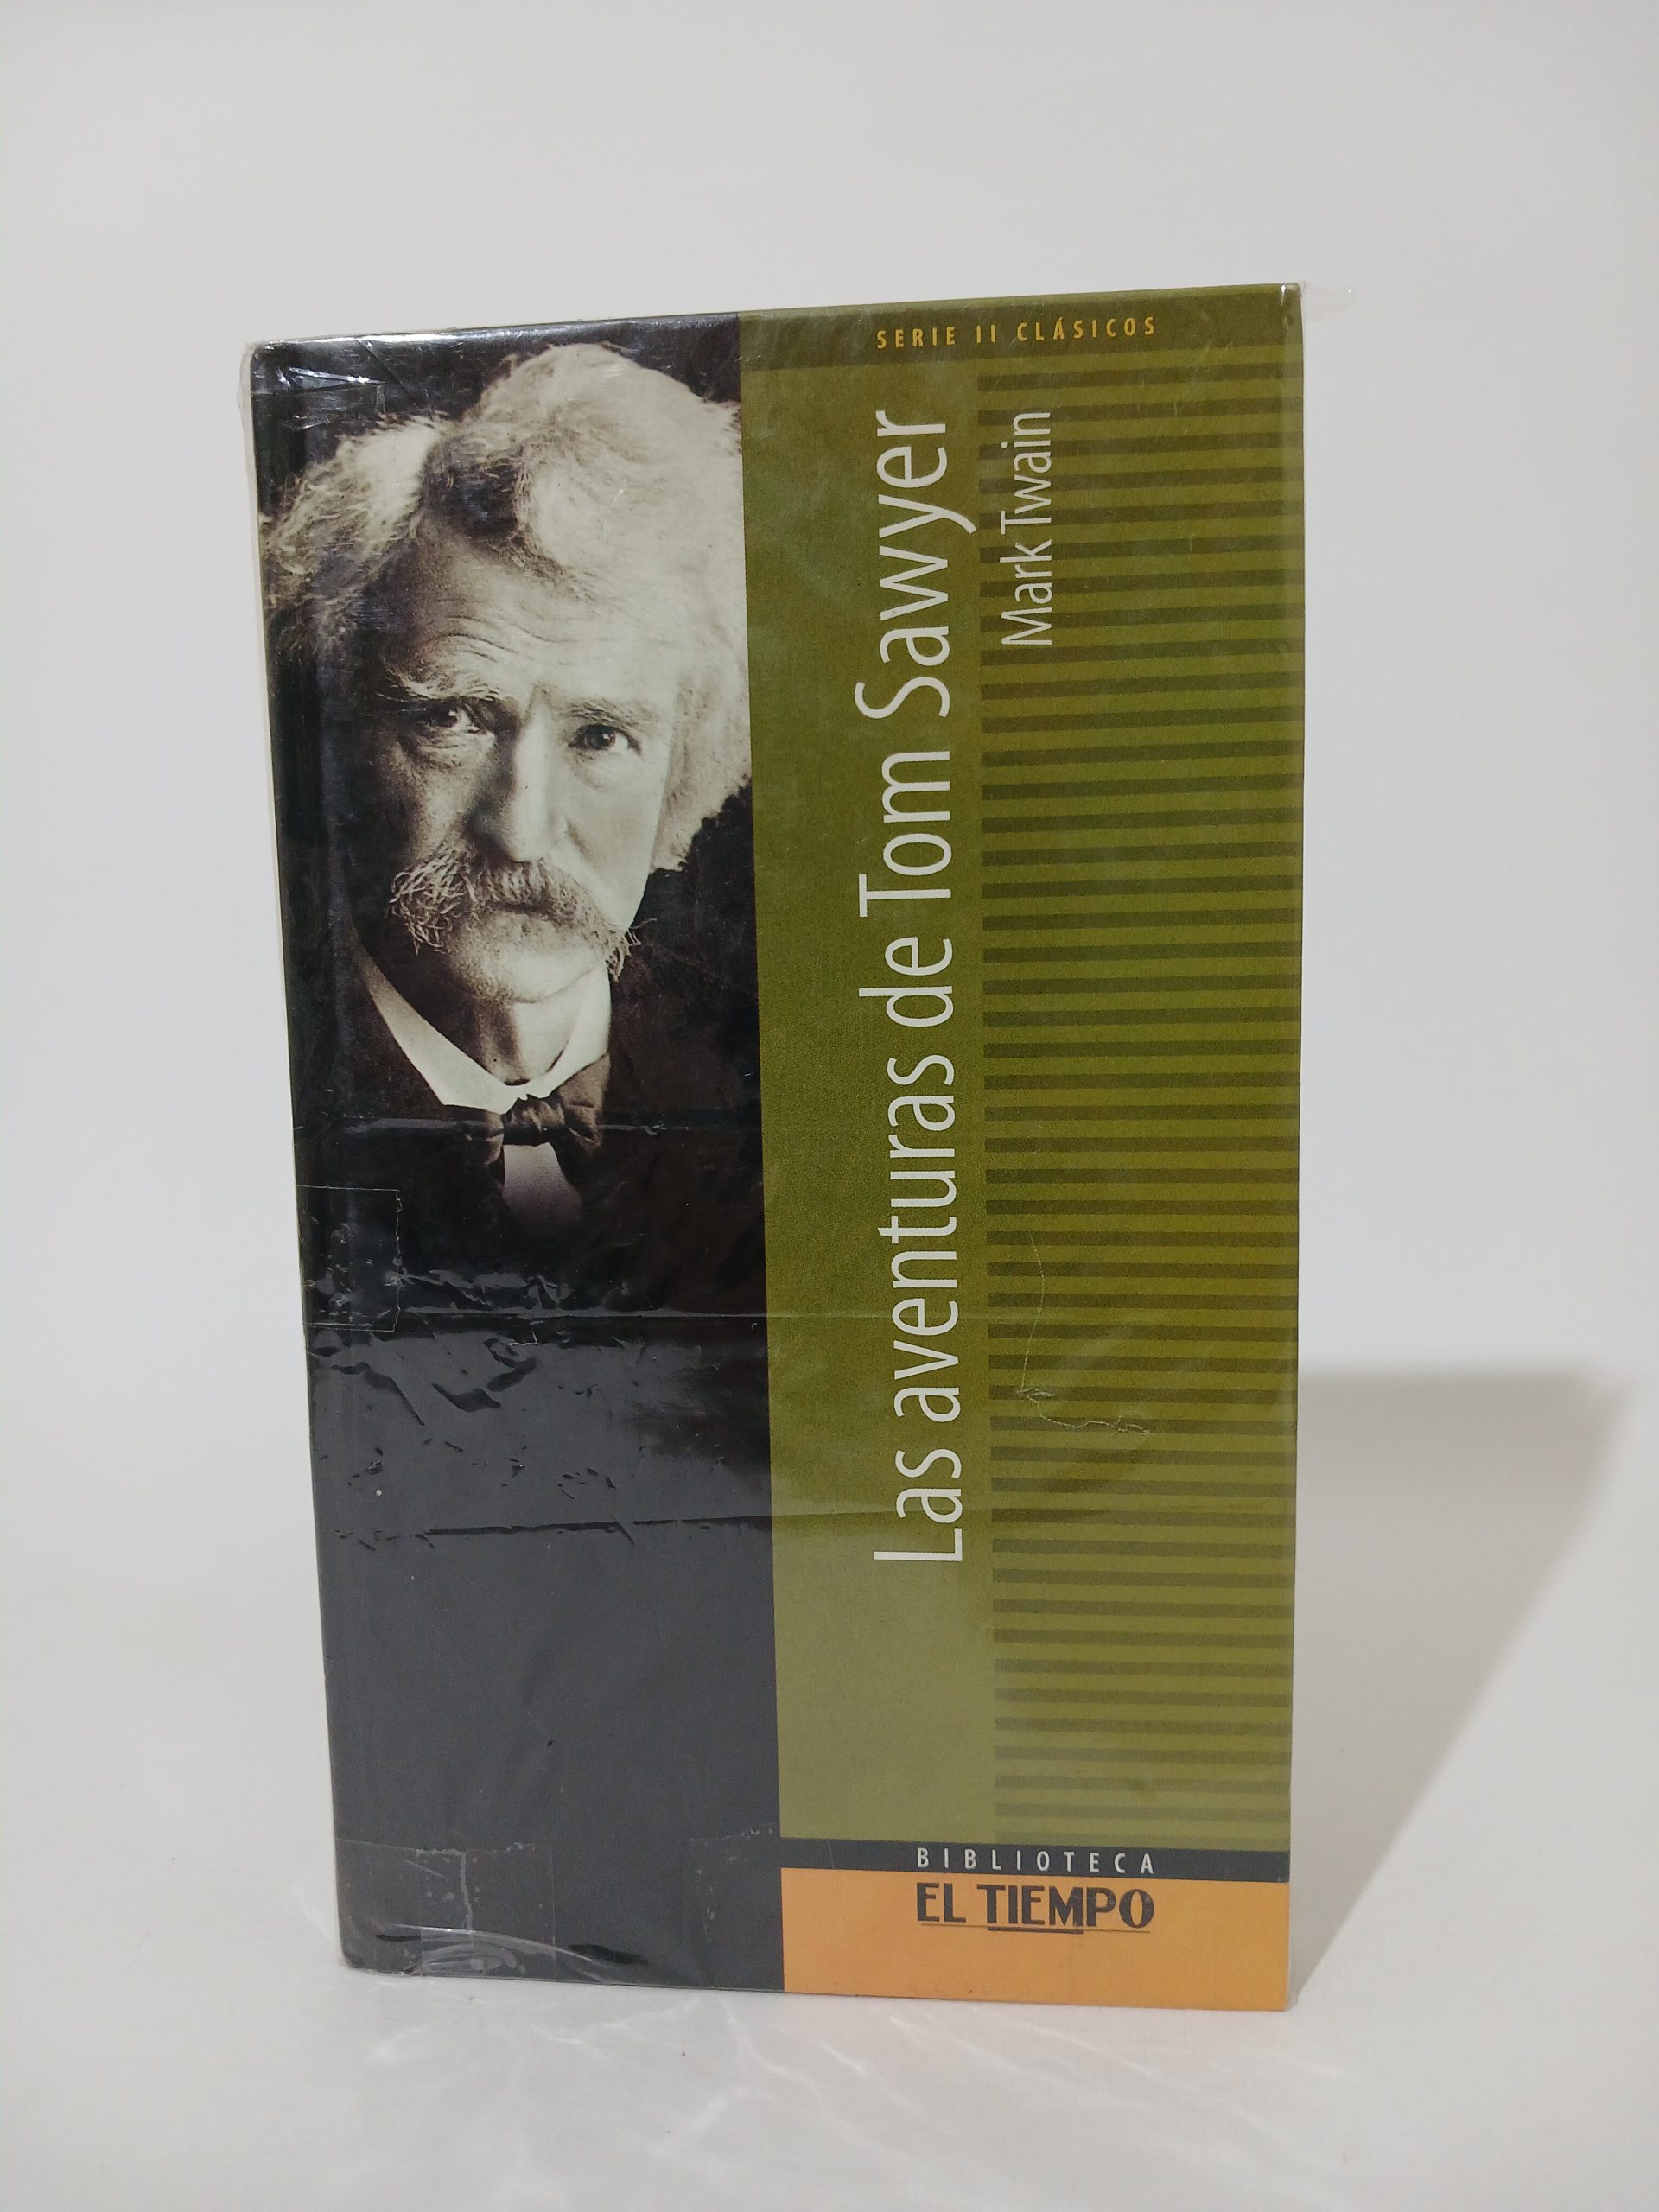 SERIE II CLÁSICOS
Las aventuras de Tom Sawyer
Mark Twain
BIBLIOTECA
EL TIEMPO